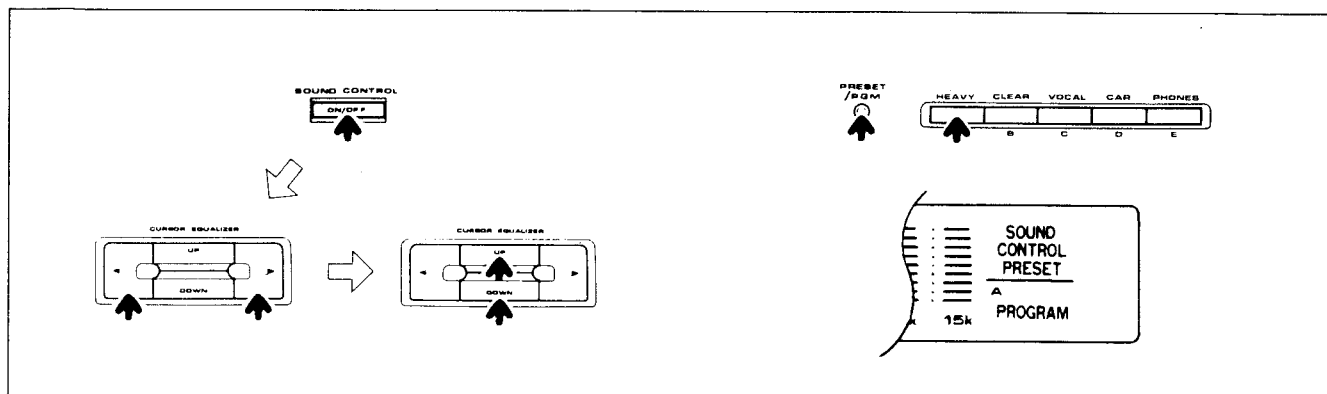 SOUND CONTROL
ON/OFF
CURSOR EQUALIZER
UP
DOWN
CURSOR EQUALIZER
UP
DOWN
PRESET
/PGM
HEAVY CLEAR VOCAL CAR PHONES
B C D E
SOUND
CONTROL
PRESET
A
PROGRAM
15k